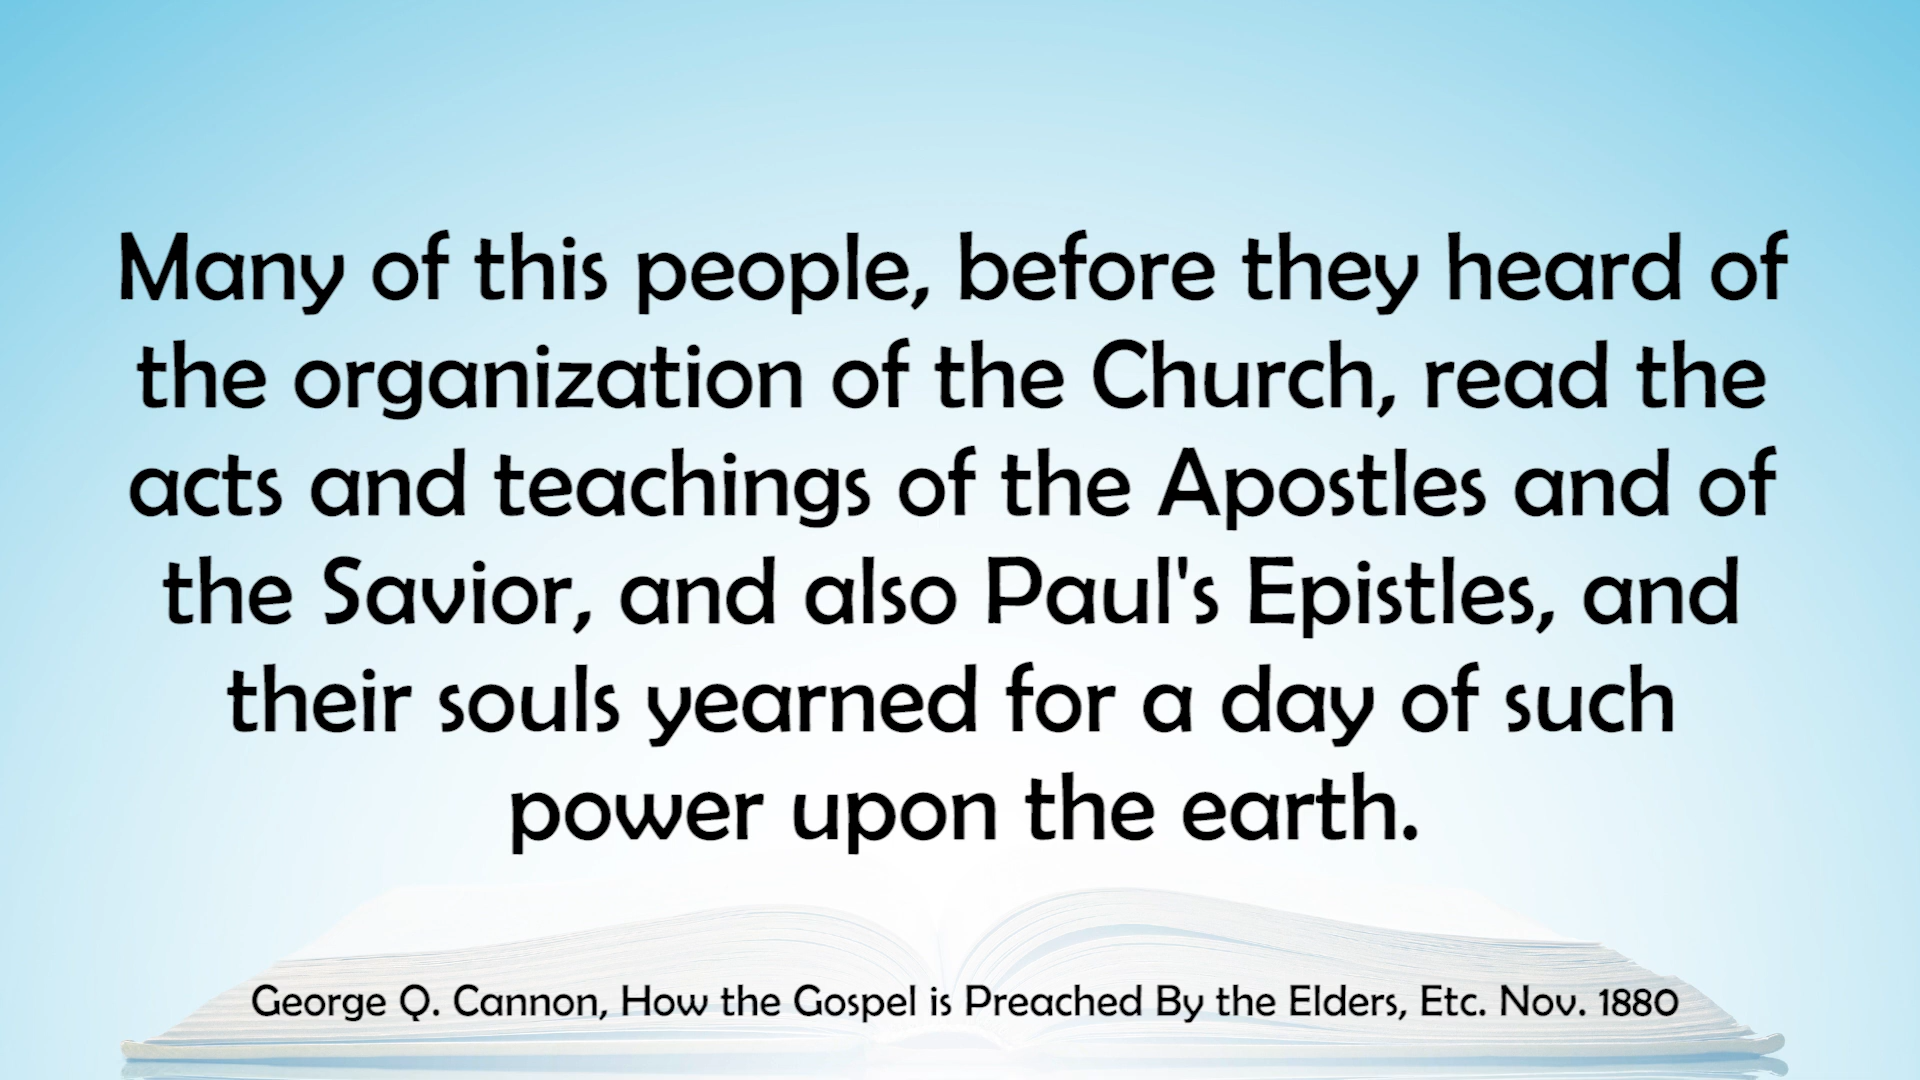 Many of this people, before they heard of
the organization of the Church, read the
acts and teachings of the Apostles and of
the Savior, and also Paul's Epistles, and
their souls yearned for a day of such
power upon the earth.
George Q. Cannon, How the Gospel is Preached By the Elders, Etc. Nov. 1880